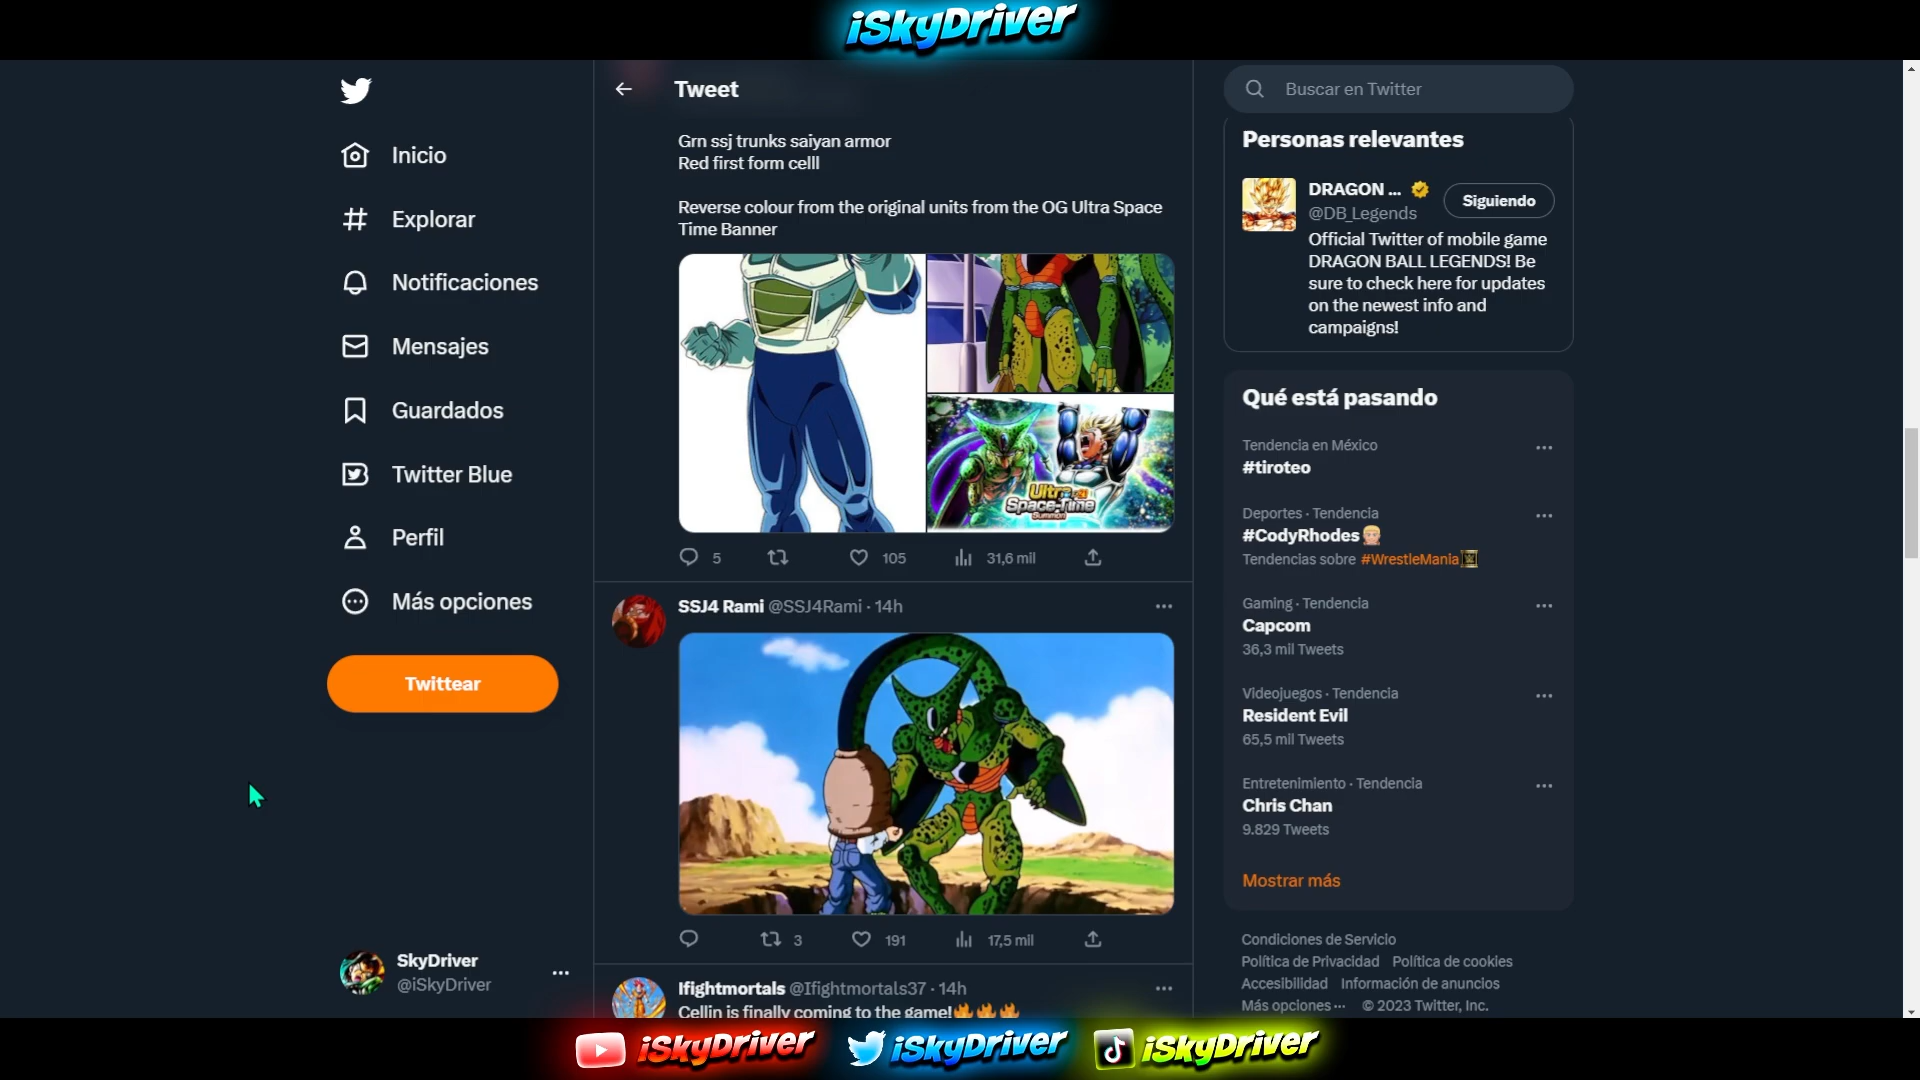 iSkyDriver
Inicio
Explorar
Notificaciones
Mensajes
Guardados
Twitter Blue
Perfil
Más opciones
Twittear
SkyDriver
@iSkyDriver
Tweet
Grn ssj trunks saiyan armor
Red first form celll
Reverse colour from the original units from the OG Ultra Space
Time Banner
Ultra
Space-Time
Summon
5
105
31,6 mil
SSJ4 Rami @SSJ4Rami · 14h
3
191
17,5 mil
Ifightmortals @Ifightmortals37 · 14h
Cellin is finally coming to the game!🔥🔥🔥
Buscar en Twitter
Personas relevantes
DRAGON ...
@DB_Legends
Siguiendo
Official Twitter of mobile game
DRAGON BALL LEGENDS! Be
sure to check here for updates
on the newest info and
campaigns!
Qué está pasando
Tendencia en México
#tiroteo
Deportes · Tendencia
#CodyRhodes
Tendencias sobre #WrestleMania
Gaming · Tendencia
Capcom
36,3 mil Tweets
Videojuegos · Tendencia
Resident Evil
65,5 mil Tweets
Entretenimiento · Tendencia
Chris Chan
9.829 Tweets
Mostrar más
Condiciones de Servicio
Política de Privacidad Política de cookies
Accesibilidad Información de anuncios
Más opciones ··· © 2023 Twitter, Inc.
iSkyDriver
iSkyDriver
iSkyDriver